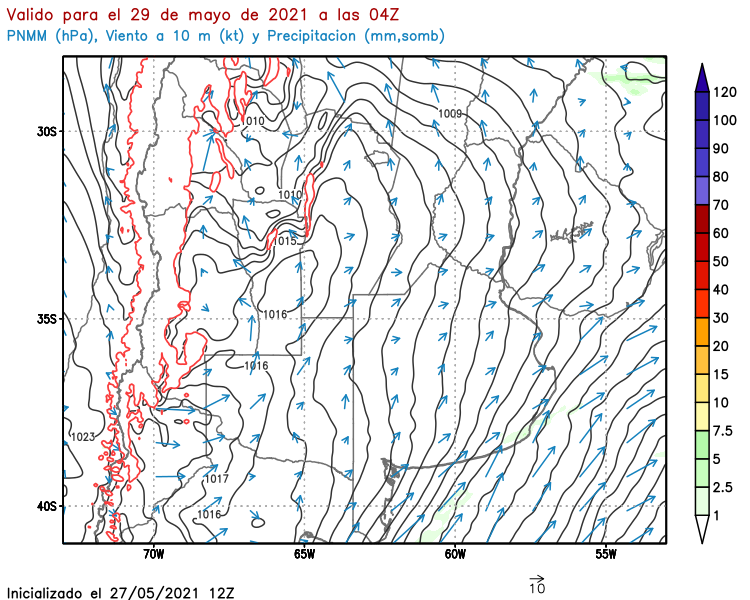 Valido para el 29 de mayo de 2021 a las 04Z
PNMM (hPa), Viento a 10 m (kt) y Precipitacion (mm,somb)
120
100
90
80
70
60
50
40
30
20
15
10
7.5
5
2.5
1
30S
35S
40S
1009
1010
1010
1015
1016
1016
1023
1017
1016
70W
65W
60W
55W
10
Inicializado el 27/05/2021 12Z